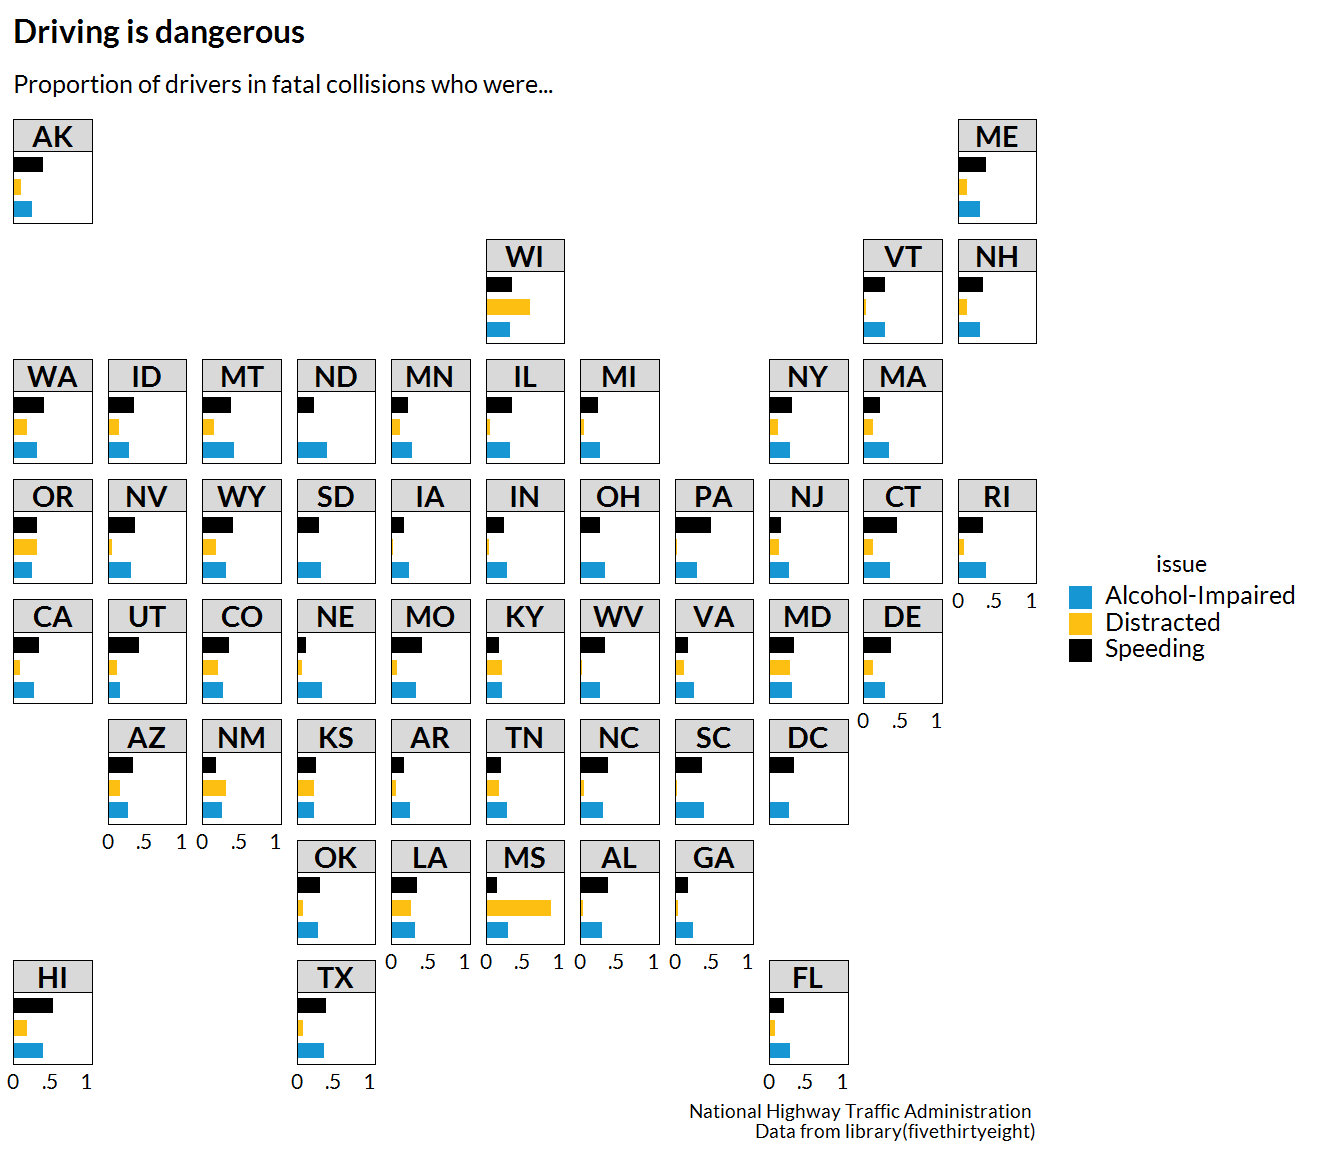 Driving is dangerous
Proportion of drivers in fatal collisions who were...
AK ME
WI VT NH
WA ID MT ND MN IL MI NY MA
OR NV WY SD IA IN OH PA NJ CT RI
0 .5 1
issue
Alcohol-Impaired
Distracted
Speeding
CA UT CO NE MO KY WV VA MD DE
0 .5 1
AZ NM KS AR TN NC SC DC
0 .5 1 0 .5 1
OK LA MS AL GA
0 .5 1 0 .5 1 0 .5 1 0 .5 1
HI TX FL
0 .5 1 0 .5 1 0 .5 1
National Highway Traffic Administration
Data from library(fivethirtyeight)